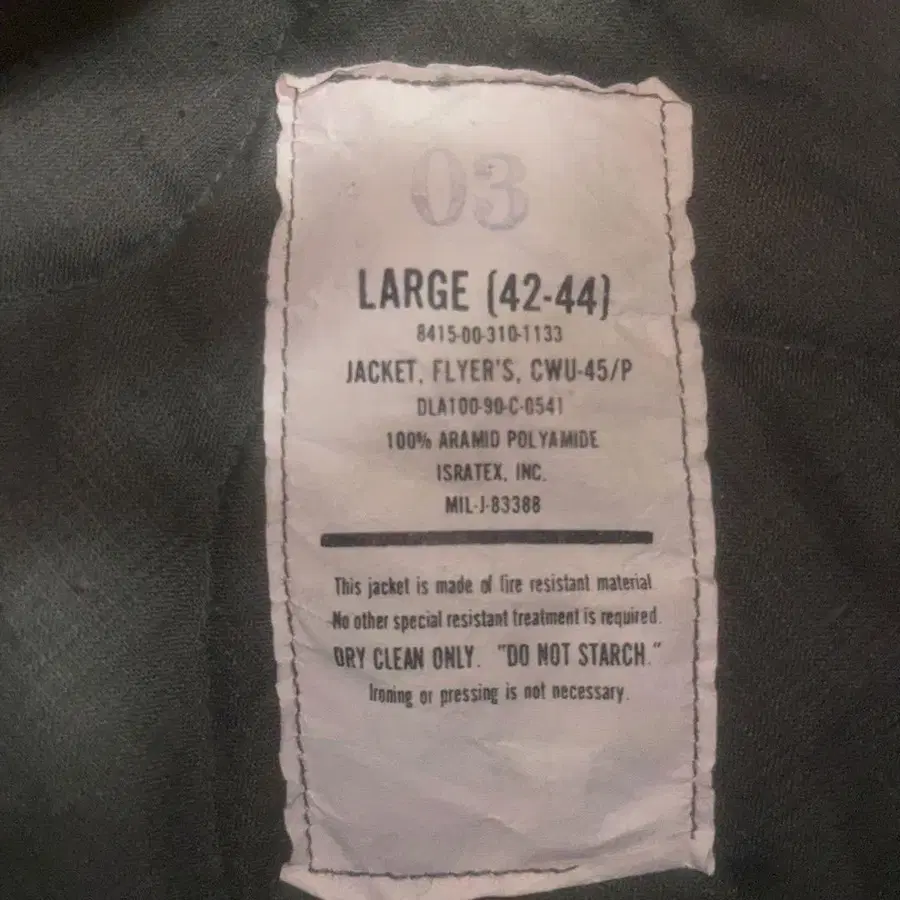 03
LARGE (42-44)
8415-00-310-1133
JACKET, FLYER'S, CWU-45/P
DLA100-90-C-0541
100% ARAMID POLYAMIDE
ISRATEX, INC.
MIL-J-83388
This jacket is made of fire resistant material.
No other special resistant treatment is required.
DRY CLEAN ONLY. "DO NOT STARCH."
Ironing or pressing is not necessary.